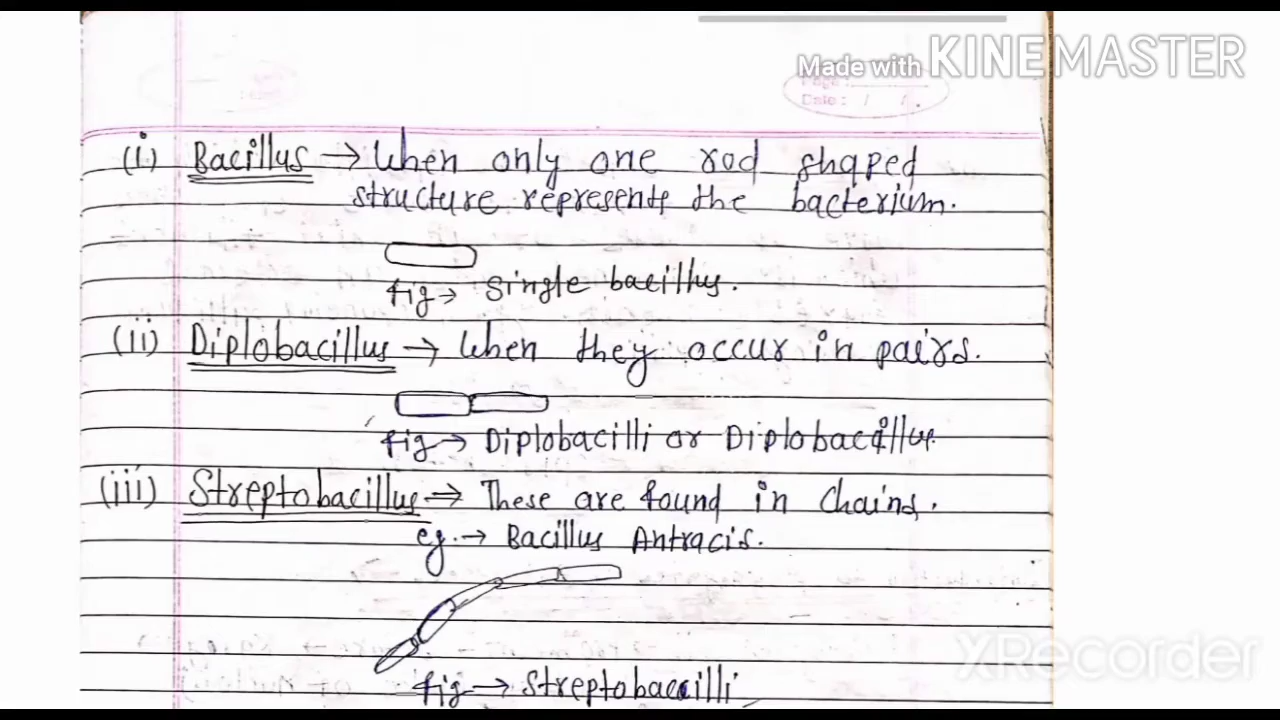 Made with KINEMASTER
Page:
Date: / / .
(i) Bacillus → When only one rod shaped
structure represents the bacterium.
fig → Single bacillus.
(ii) Diplobacillus → When they occur in pairs.
fig → Diplobacilli or Diplobacillus.
(iii) Streptobacillus → These are found in Chains.
eg. → Bacillus Antracis.
XRecorder
fig → Streptobacilli